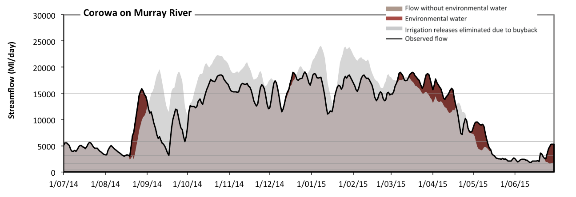 Corowa on Murray River
Flow without environmental water
Environmental water
Irrigation releases eliminated due to buyback
Observed flow
Streamflow (Ml/day)
30000
25000
20000
15000
10000
5000
0
1/07/14 1/08/14 1/09/14 1/10/14 1/11/14 1/12/14 1/01/15 1/02/15 1/03/15 1/04/15 1/05/15 1/06/15